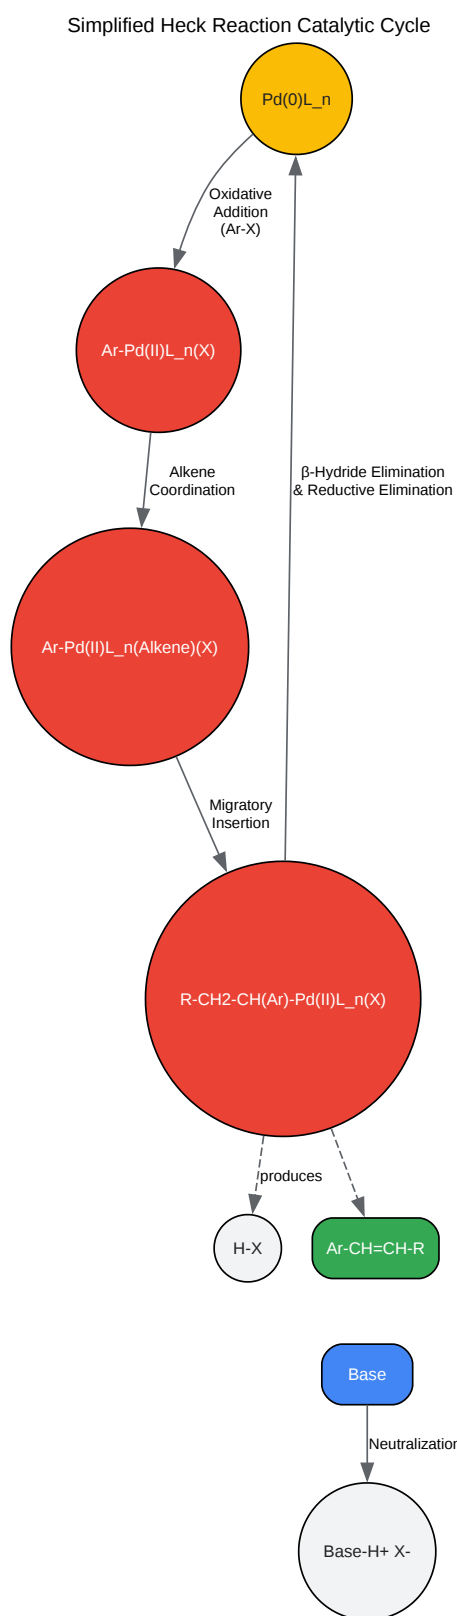 Simplified Heck Reaction Catalytic Cycle
Pd(0)L_n
Oxidative
Addition
(Ar-X)
Ar-Pd(II)L_n(X)
Alkene
Coordination
β-Hydride Elimination
& Reductive Elimination
Ar-Pd(II)L_n(Alkene)(X)
Migratory
Insertion
R-CH2-CH(Ar)-Pd(II)L_n(X)
produces
H-X
Ar-CH=CH-R
Base
Neutralization
Base-H+ X-